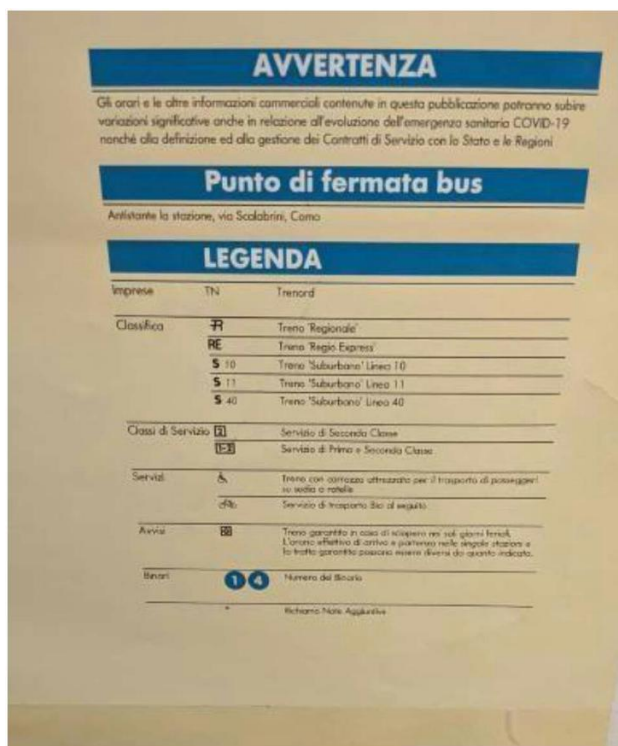 AVVERTENZA
Gli orari e le altre informazioni commerciali contenute in questa pubblicazione potranno subire
variazioni significative anche in relazione all'evoluzione dell'emergenza sanitaria COVID-19
nonché alla definizione ed alla gestione dei Contratti di Servizio con lo Stato e le Regioni
Punto di fermata bus
Antistante la stazione, via Scalabrini, Como
LEGENDA
Imprese TN Trenord
Classifica R Treno 'Regionale'
RE Treno 'Regio Express'
S 10 Treno 'Suburbano' Linea 10
S 11 Treno 'Suburbano' Linea 11
S 40 Treno 'Suburbano' Linea 40
Classi di Servizio 2 Servizio di Seconda Classe
1-2 Servizio di Prima e Seconda Classe
Servizi Treno con carrozza attrezzata per il trasporto di passeggeri
su sedia a rotelle
Servizio di trasporto Bici al seguito
Avvisi Treno garantito in caso di sciopero nei soli giorni feriali.
L'orario effettivo di arrivo e partenza nelle singole stazioni e
la tratta garantita possono essere diversi da quanto indicato.
Binari 1 4 Numero del Binario
* Richiamo Note Aggiuntive